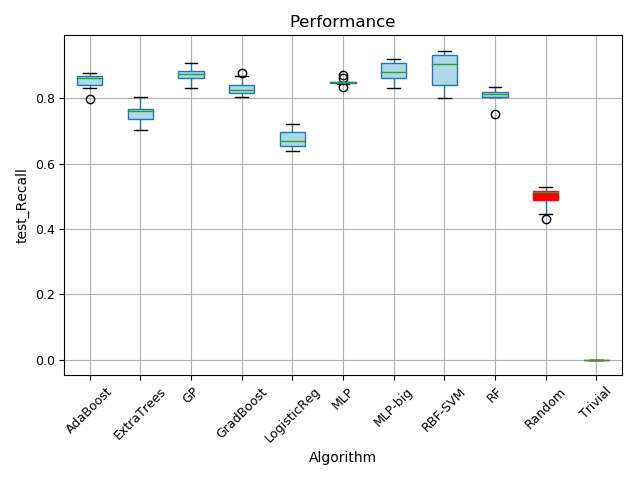 Performance
test_Recall
0.8
0.6
0.4
0.2
0.0
AdaBoost
ExtraTrees
GP
GradBoost
LogisticReg
MLP
MLP-big
RBF-SVM
RF
Random
Trivial
Algorithm